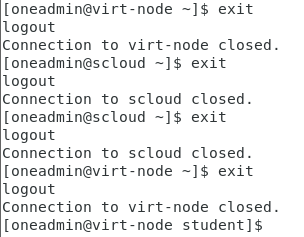 [oneadmin@virt-node ~]$ exit
logout
Connection to virt-node closed.
[oneadmin@scloud ~]$ exit
logout
Connection to scloud closed.
[oneadmin@scloud ~]$ exit
logout
Connection to scloud closed.
[oneadmin@virt-node ~]$ exit
logout
Connection to virt-node closed.
[oneadmin@virt-node student]$